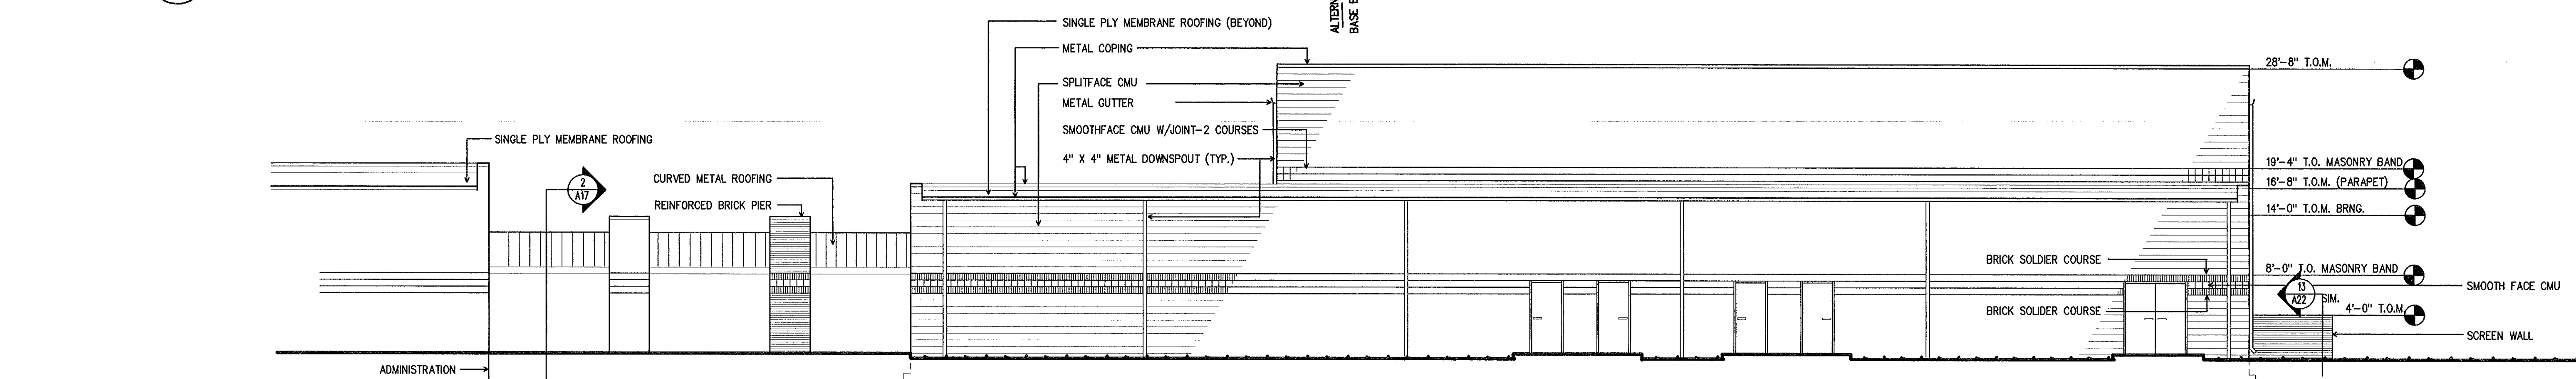 ALTERN
BASE B
SINGLE PLY MEMBRANE ROOFING (BEYOND)
METAL COPING
SPLITFACE CMU
METAL GUTTER
SMOOTHFACE CMU W/JOINT-2 COURSES
4" X 4" METAL DOWNSPOUT (TYP.)
SINGLE PLY MEMBRANE ROOFING
2
A17
CURVED METAL ROOFING
REINFORCED BRICK PIER
ADMINISTRATION
28'-8" T.O.M.
19'-4" T.O. MASONRY BAND
16'-8" T.O.M. (PARAPET)
14'-0" T.O.M. BRNG.
BRICK SOLDIER COURSE
8'-0" T.O. MASONRY BAND
13
A22
SIM.
SMOOTH FACE CMU
BRICK SOLIDER COURSE
4'-0" T.O.M.
SCREEN WALL